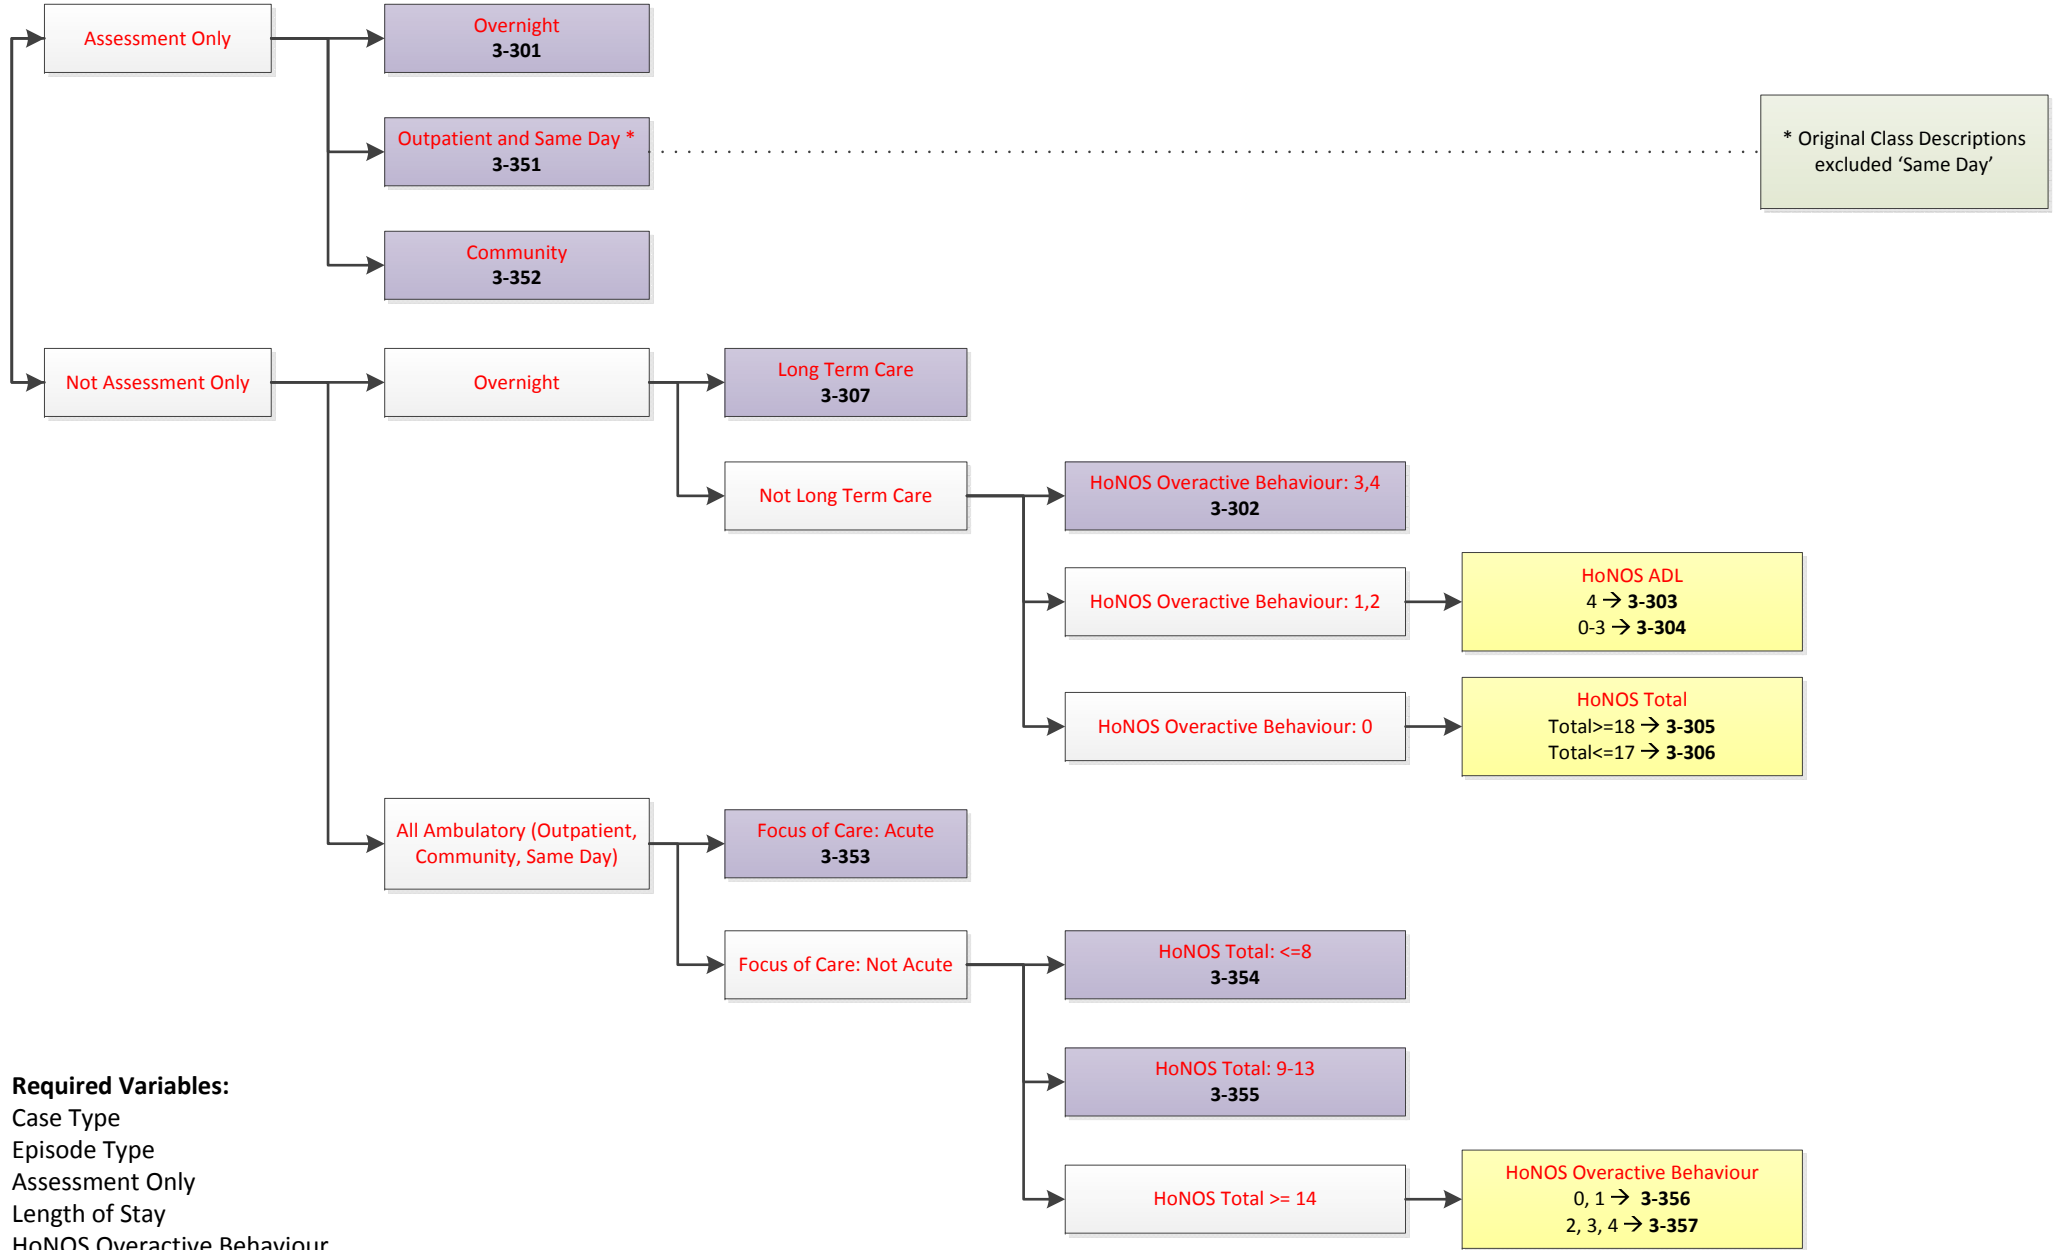 Assessment Only
Overnight
3-301
Outpatient and Same Day *
3-351
* Original Class Descriptions
excluded ‘Same Day’
Community
3-352
Not Assessment Only
Overnight
Long Term Care
3-307
Not Long Term Care
HoNOS Overactive Behaviour: 3,4
3-302
HoNOS Overactive Behaviour: 1,2
HoNOS ADL
4 → 3-303
0-3 → 3-304
HoNOS Overactive Behaviour: 0
HoNOS Total
Total>=18 → 3-305
Total<=17 → 3-306
All Ambulatory (Outpatient,
Community, Same Day)
Focus of Care: Acute
3-353
Focus of Care: Not Acute
HoNOS Total: <=8
3-354
HoNOS Total: 9-13
3-355
HoNOS Total >= 14
HoNOS Overactive Behaviour
0, 1 → 3-356
2, 3, 4 → 3-357
Required Variables:
Case Type
Episode Type
Assessment Only
Length of Stay
HoNOS Overactive Behaviour